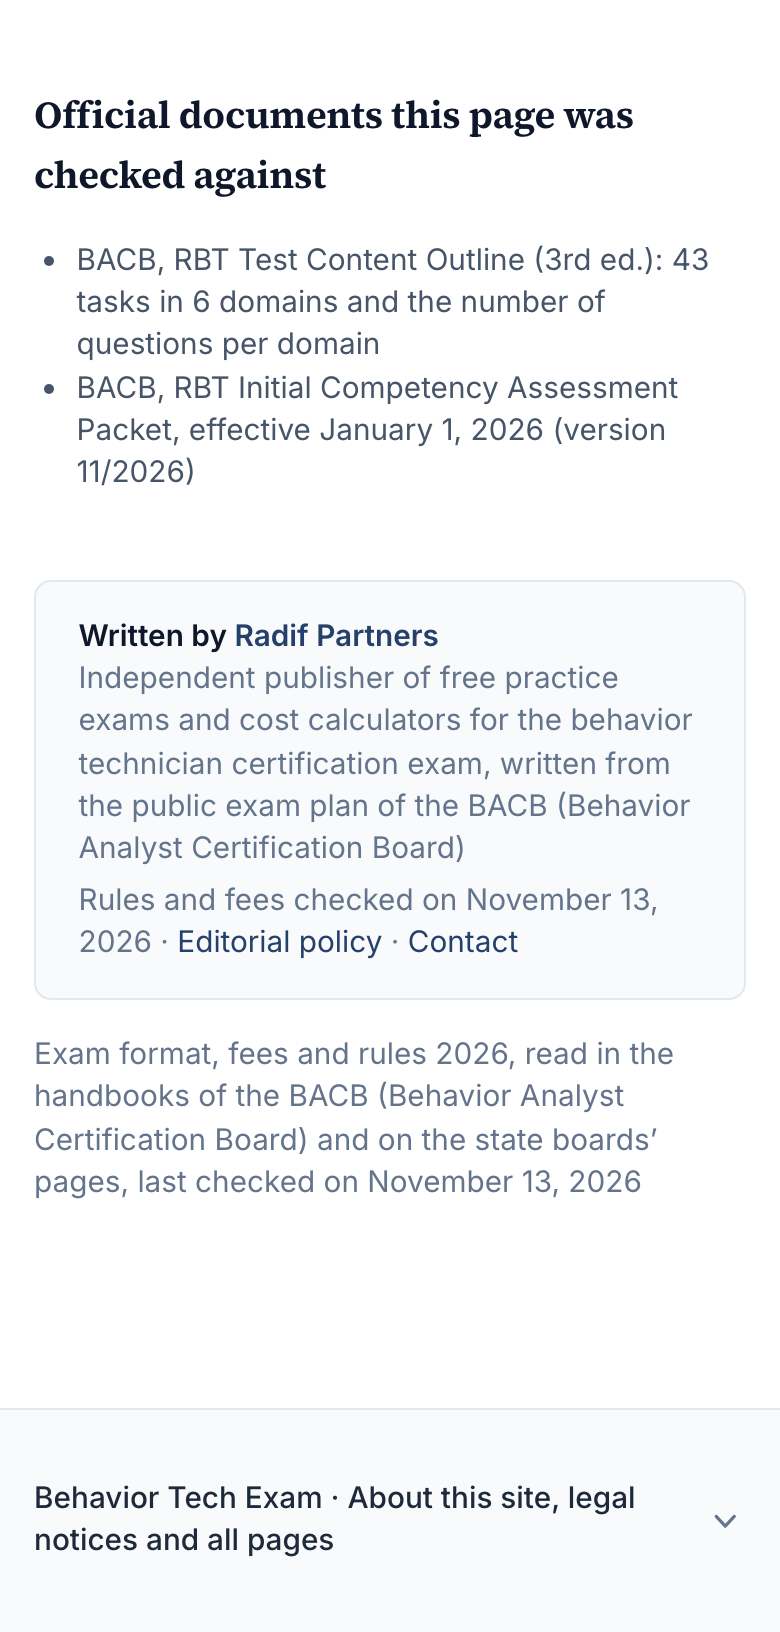 Official documents this page was
checked against
• BACB, RBT Test Content Outline (3rd ed.): 43
tasks in 6 domains and the number of
questions per domain
• BACB, RBT Initial Competency Assessment
Packet, effective January 1, 2026 (version
11/2026)
Written by Radif Partners
Independent publisher of free practice
exams and cost calculators for the behavior
technician certification exam, written from
the public exam plan of the BACB (Behavior
Analyst Certification Board)
Rules and fees checked on November 13,
2026 · Editorial policy · Contact
Exam format, fees and rules 2026, read in the
handbooks of the BACB (Behavior Analyst
Certification Board) and on the state boards’
pages, last checked on November 13, 2026
Behavior Tech Exam · About this site, legal
notices and all pages